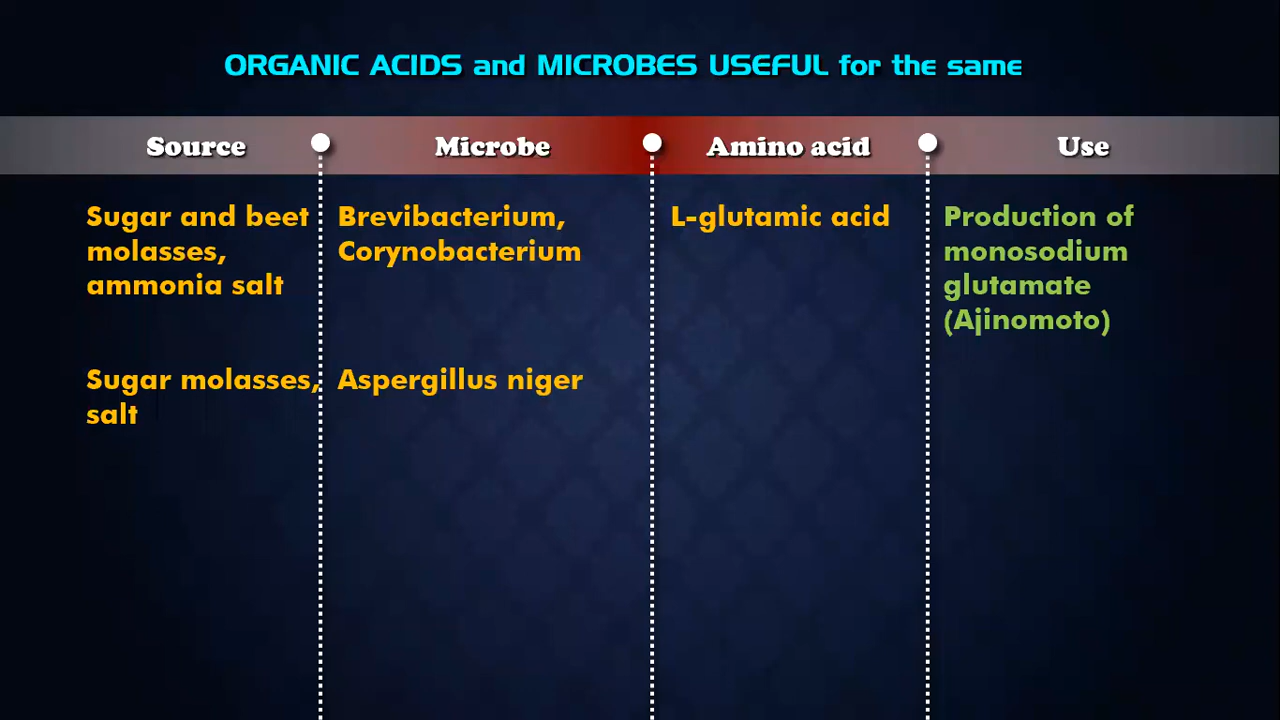 ORGANIC ACIDS and MICROBES USEFUL for the same
Source
Microbe
Amino acid
Use
Sugar and beet
molasses,
ammonia salt
Brevibacterium,
Corynobacterium
L-glutamic acid
Production of
monosodium
glutamate
(Ajinomoto)
Sugar molasses,
salt
Aspergillus niger